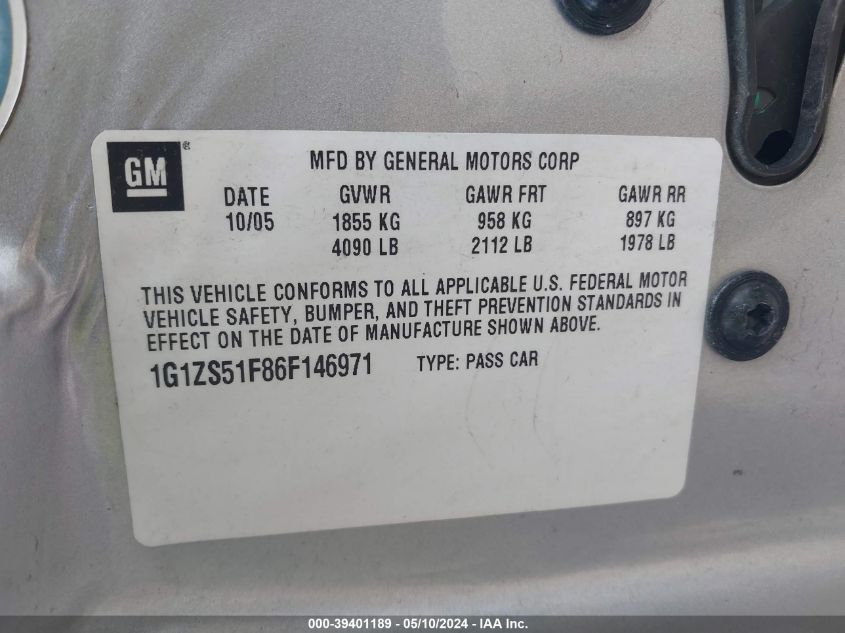 GM ®
MFD BY GENERAL MOTORS CORP
DATE GVWR GAWR FRT GAWR RR
10/05 1855 KG 958 KG 897 KG
4090 LB 2112 LB 1978 LB
THIS VEHICLE CONFORMS TO ALL APPLICABLE U.S. FEDERAL MOTOR
VEHICLE SAFETY, BUMPER, AND THEFT PREVENTION STANDARDS IN
EFFECT ON THE DATE OF MANUFACTURE SHOWN ABOVE.
1G1ZS51F86F146971 TYPE: PASS CAR
000-39401189 - 05/10/2024 - IAA Inc.